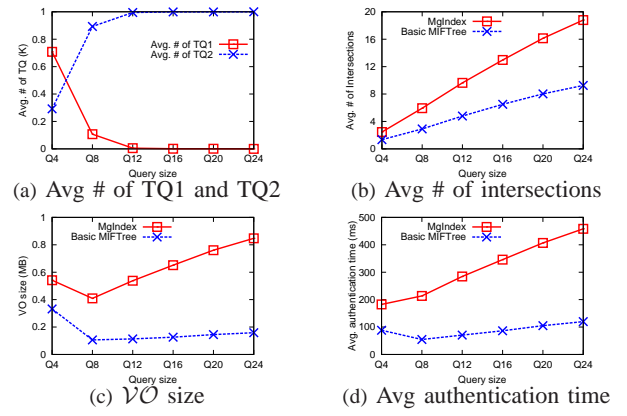 Avg. # of TQ (K)
1
0.8
0.6
0.4
0.2
0
Avg. # of TQ1
Avg. # of TQ2
Q4 Q8 Q12 Q16 Q20 Q24
Query size
(a) Avg # of TQ1 and TQ2
Avg. # of Intersections
20
16
12
8
4
0
MgIndex
Basic MIFTree
Q4 Q8 Q12 Q16 Q20 Q24
Query size
(b) Avg # of intersections
VO size (MB)
1
0.8
0.6
0.4
0.2
0
MgIndex
Basic MIFTree
Q4 Q8 Q12 Q16 Q20 Q24
Query size
(c) VO size
Avg. authentication time (ms)
500
400
300
200
100
0
MgIndex
Basic MIFTree
Q4 Q8 Q12 Q16 Q20 Q24
Query size
(d) Avg authentication time